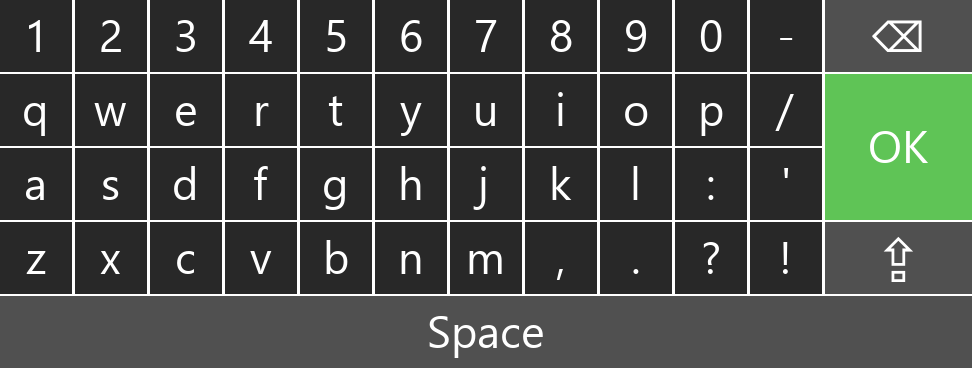 1 2 3 4 5 6 7 8 9 0 - ⌫
q w e r t y u i o p / OK
a s d f g h j k l : '
z x c v b n m , . ? ! ⇪
Space